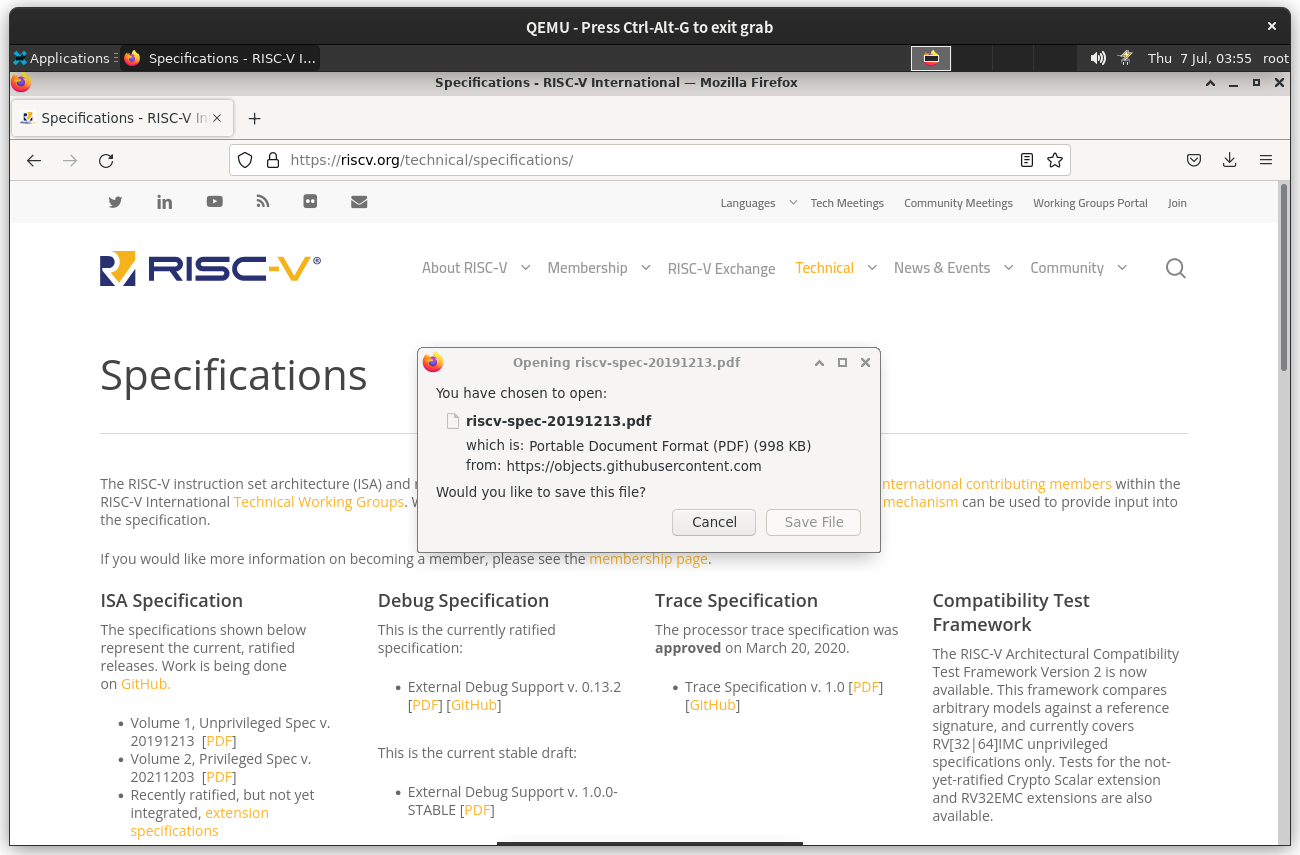 QEMU - Press Ctrl-Alt-G to exit grab
Applications
Specifications - RISC-V I...
Thu 7 Jul, 03:55 root
Specifications - RISC-V International — Mozilla Firefox
Specifications - RISC-V In
https://riscv.org/technical/specifications/
Languages Tech Meetings Community Meetings Working Groups Portal Join
RISC-V®
About RISC-V Membership RISC-V Exchange Technical News & Events Community
Specifications
Opening riscv-spec-20191213.pdf
You have chosen to open:
riscv-spec-20191213.pdf
which is: Portable Document Format (PDF) (998 KB)
from: https://objects.githubusercontent.com
Would you like to save this file?
Cancel Save File
The RISC-V instruction set architecture (ISA) and
nternational contributing members within the
RISC-V International Technical Working Groups.
mechanism can be used to provide input into
the specification.
If you would like more information on becoming a member, please see the membership page.
ISA Specification
The specifications shown below
represent the current, ratified
releases. Work is being done
on GitHub.
• Volume 1, Unprivileged Spec v.
20191213 [PDF]
• Volume 2, Privileged Spec v.
20211203 [PDF]
• Recently ratified, but not yet
integrated, extension
specifications
Debug Specification
This is the currently ratified
specification:
• External Debug Support v. 0.13.2
[PDF] [GitHub]
This is the current stable draft:
• External Debug Support v. 1.0.0-
STABLE [PDF]
Trace Specification
The processor trace specification was
approved on March 20, 2020.
• Trace Specification v. 1.0 [PDF]
[GitHub]
Compatibility Test
Framework
The RISC-V Architectural Compatibility
Test Framework Version 2 is now
available. This framework compares
arbitrary models against a reference
signature, and currently covers
RV[32|64]IMC unprivileged
specifications only. Tests for the not-
yet-ratified Crypto Scalar extension
and RV32EMC extensions are also
available.